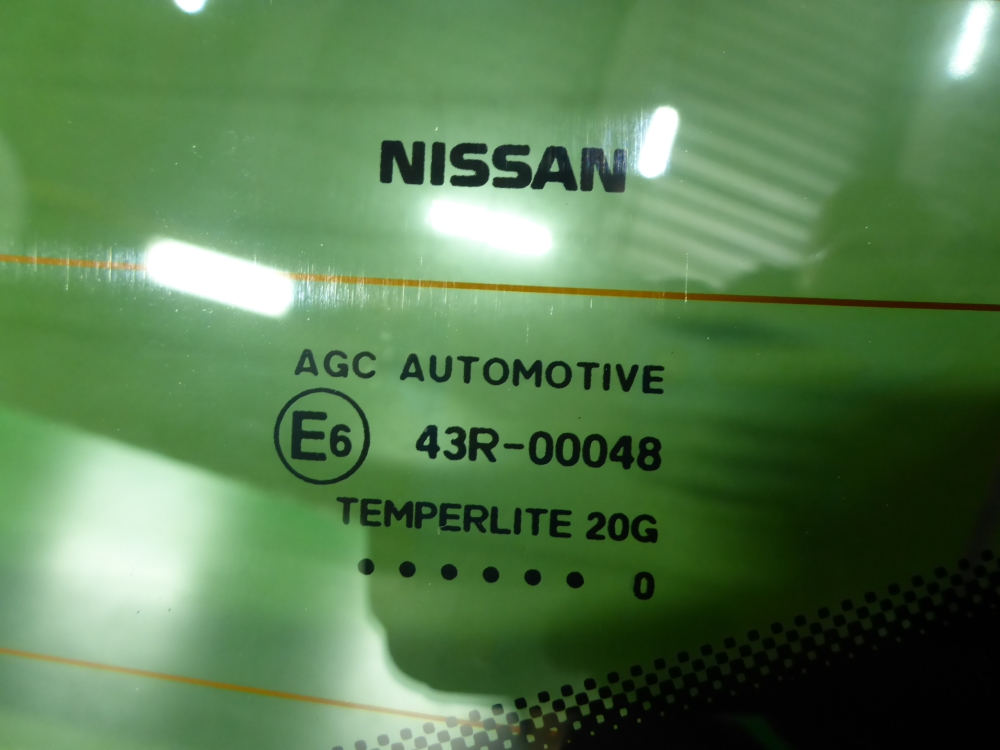 NISSAN
AGC AUTOMOTIVE
E6 43R-00048
TEMPERLITE 20G
•••••• 0